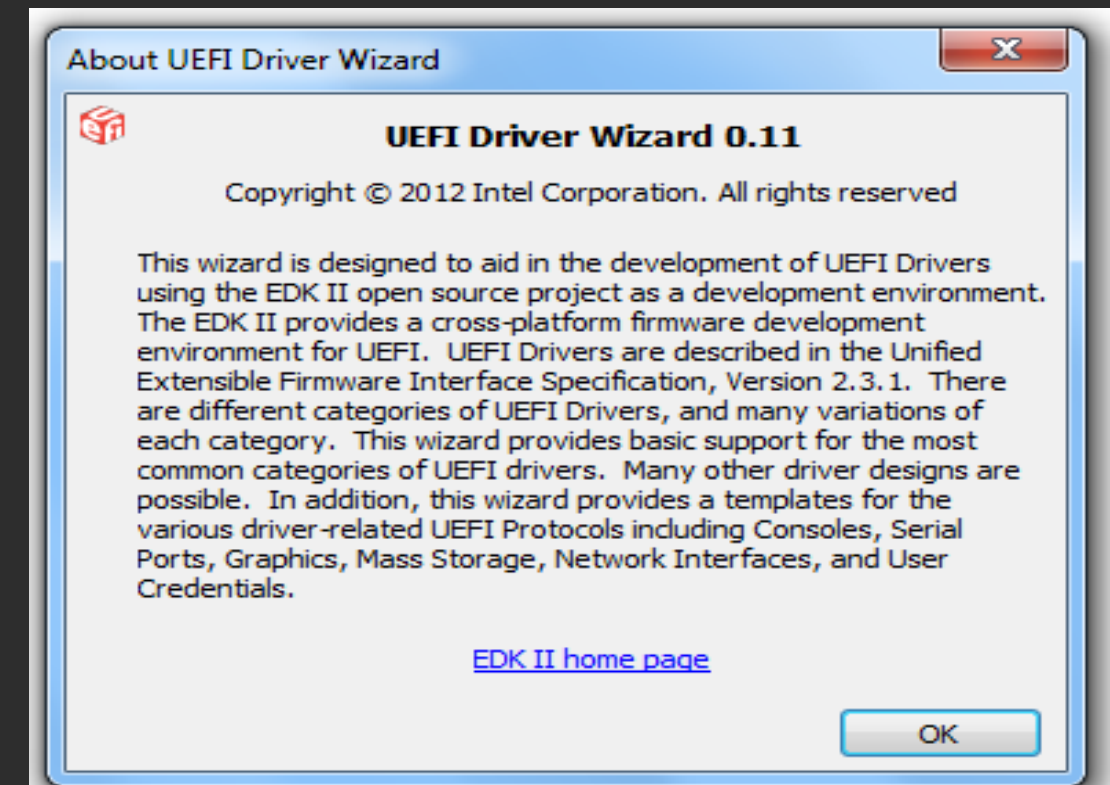 About UEFI Driver Wizard
uefi
UEFI Driver Wizard 0.11
Copyright © 2012 Intel Corporation. All rights reserved
This wizard is designed to aid in the development of UEFI Drivers
using the EDK II open source project as a development environment.
The EDK II provides a cross-platform firmware development
environment for UEFI.  UEFI Drivers are described in the Unified
Extensible Firmware Interface Specification, Version 2.3.1.  There
are different categories of UEFI Drivers, and many variations of
each category.  This wizard provides basic support for the most
common categories of UEFI drivers.  Many other driver designs are
possible.  In addition, this wizard provides a templates for the
various driver-related UEFI Protocols including Consoles, Serial
Ports, Graphics, Mass Storage, Network Interfaces, and User
Credentials.
EDK II home page
OK